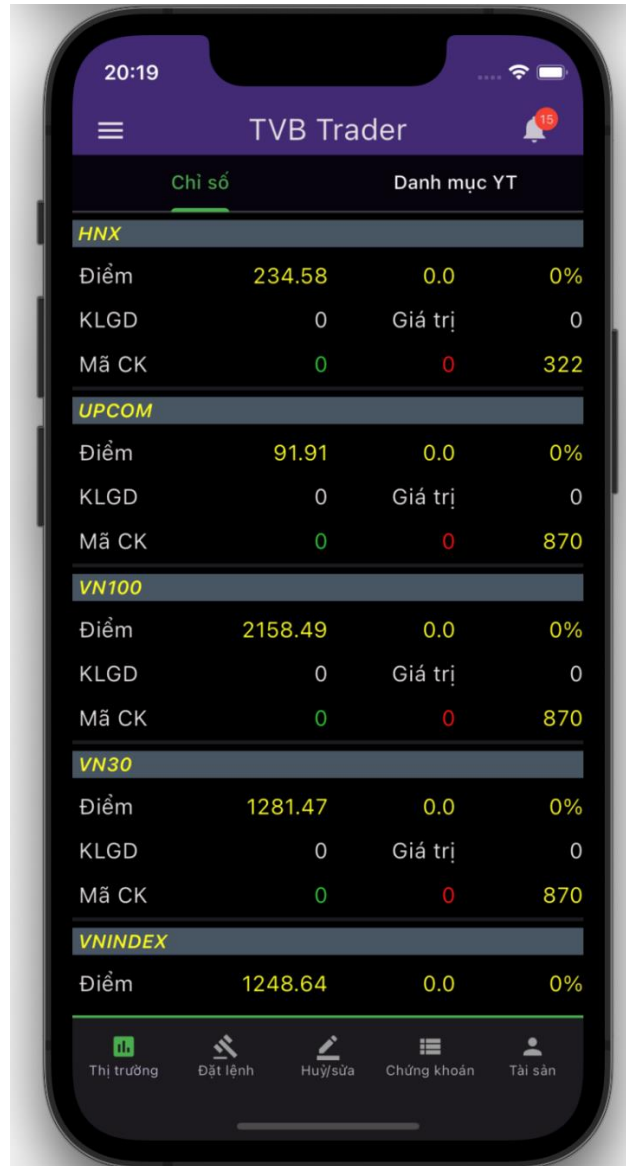 20:19
TVB Trader
15
Chỉ số Danh mục YT
HNX
Điểm 234.58 0.0 0%
KLGD 0 Giá trị 0
Mã CK 0 0 322
UPCOM
Điểm 91.91 0.0 0%
KLGD 0 Giá trị 0
Mã CK 0 0 870
VN100
Điểm 2158.49 0.0 0%
KLGD 0 Giá trị 0
Mã CK 0 0 870
VN30
Điểm 1281.47 0.0 0%
KLGD 0 Giá trị 0
Mã CK 0 0 870
VNINDEX
Điểm 1248.64 0.0 0%
Thị trường Đặt lệnh Huỷ/sửa Chứng khoán Tài sản